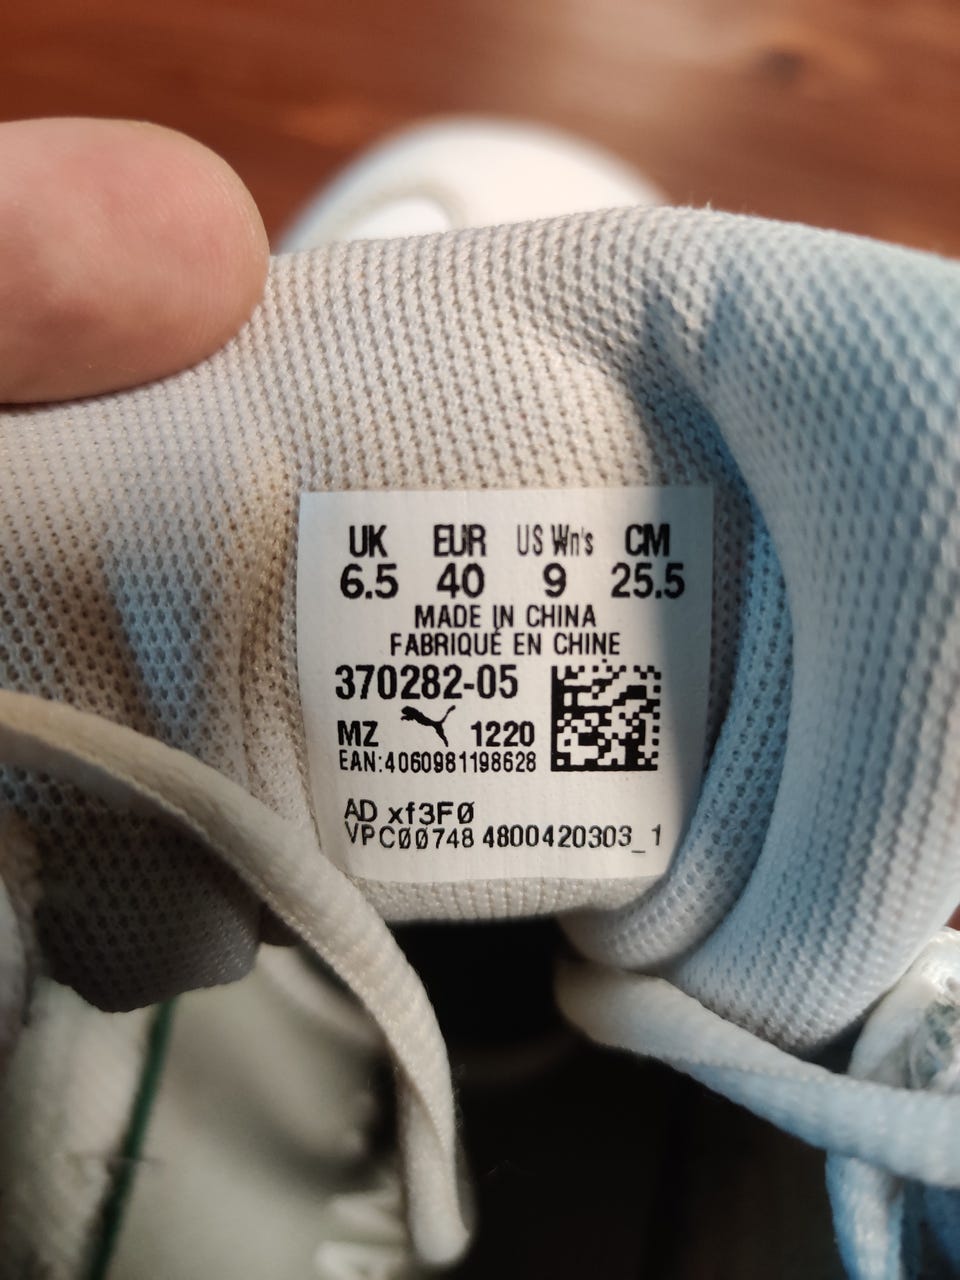 UK EUR US Wn's CM
6.5 40 9 25.5
MADE IN CHINA
FABRIQUÉ EN CHINE
370282-05
MZ 1220
EAN:4060981198628
AD xf3FØ
VPCØØ748 4800420303_1